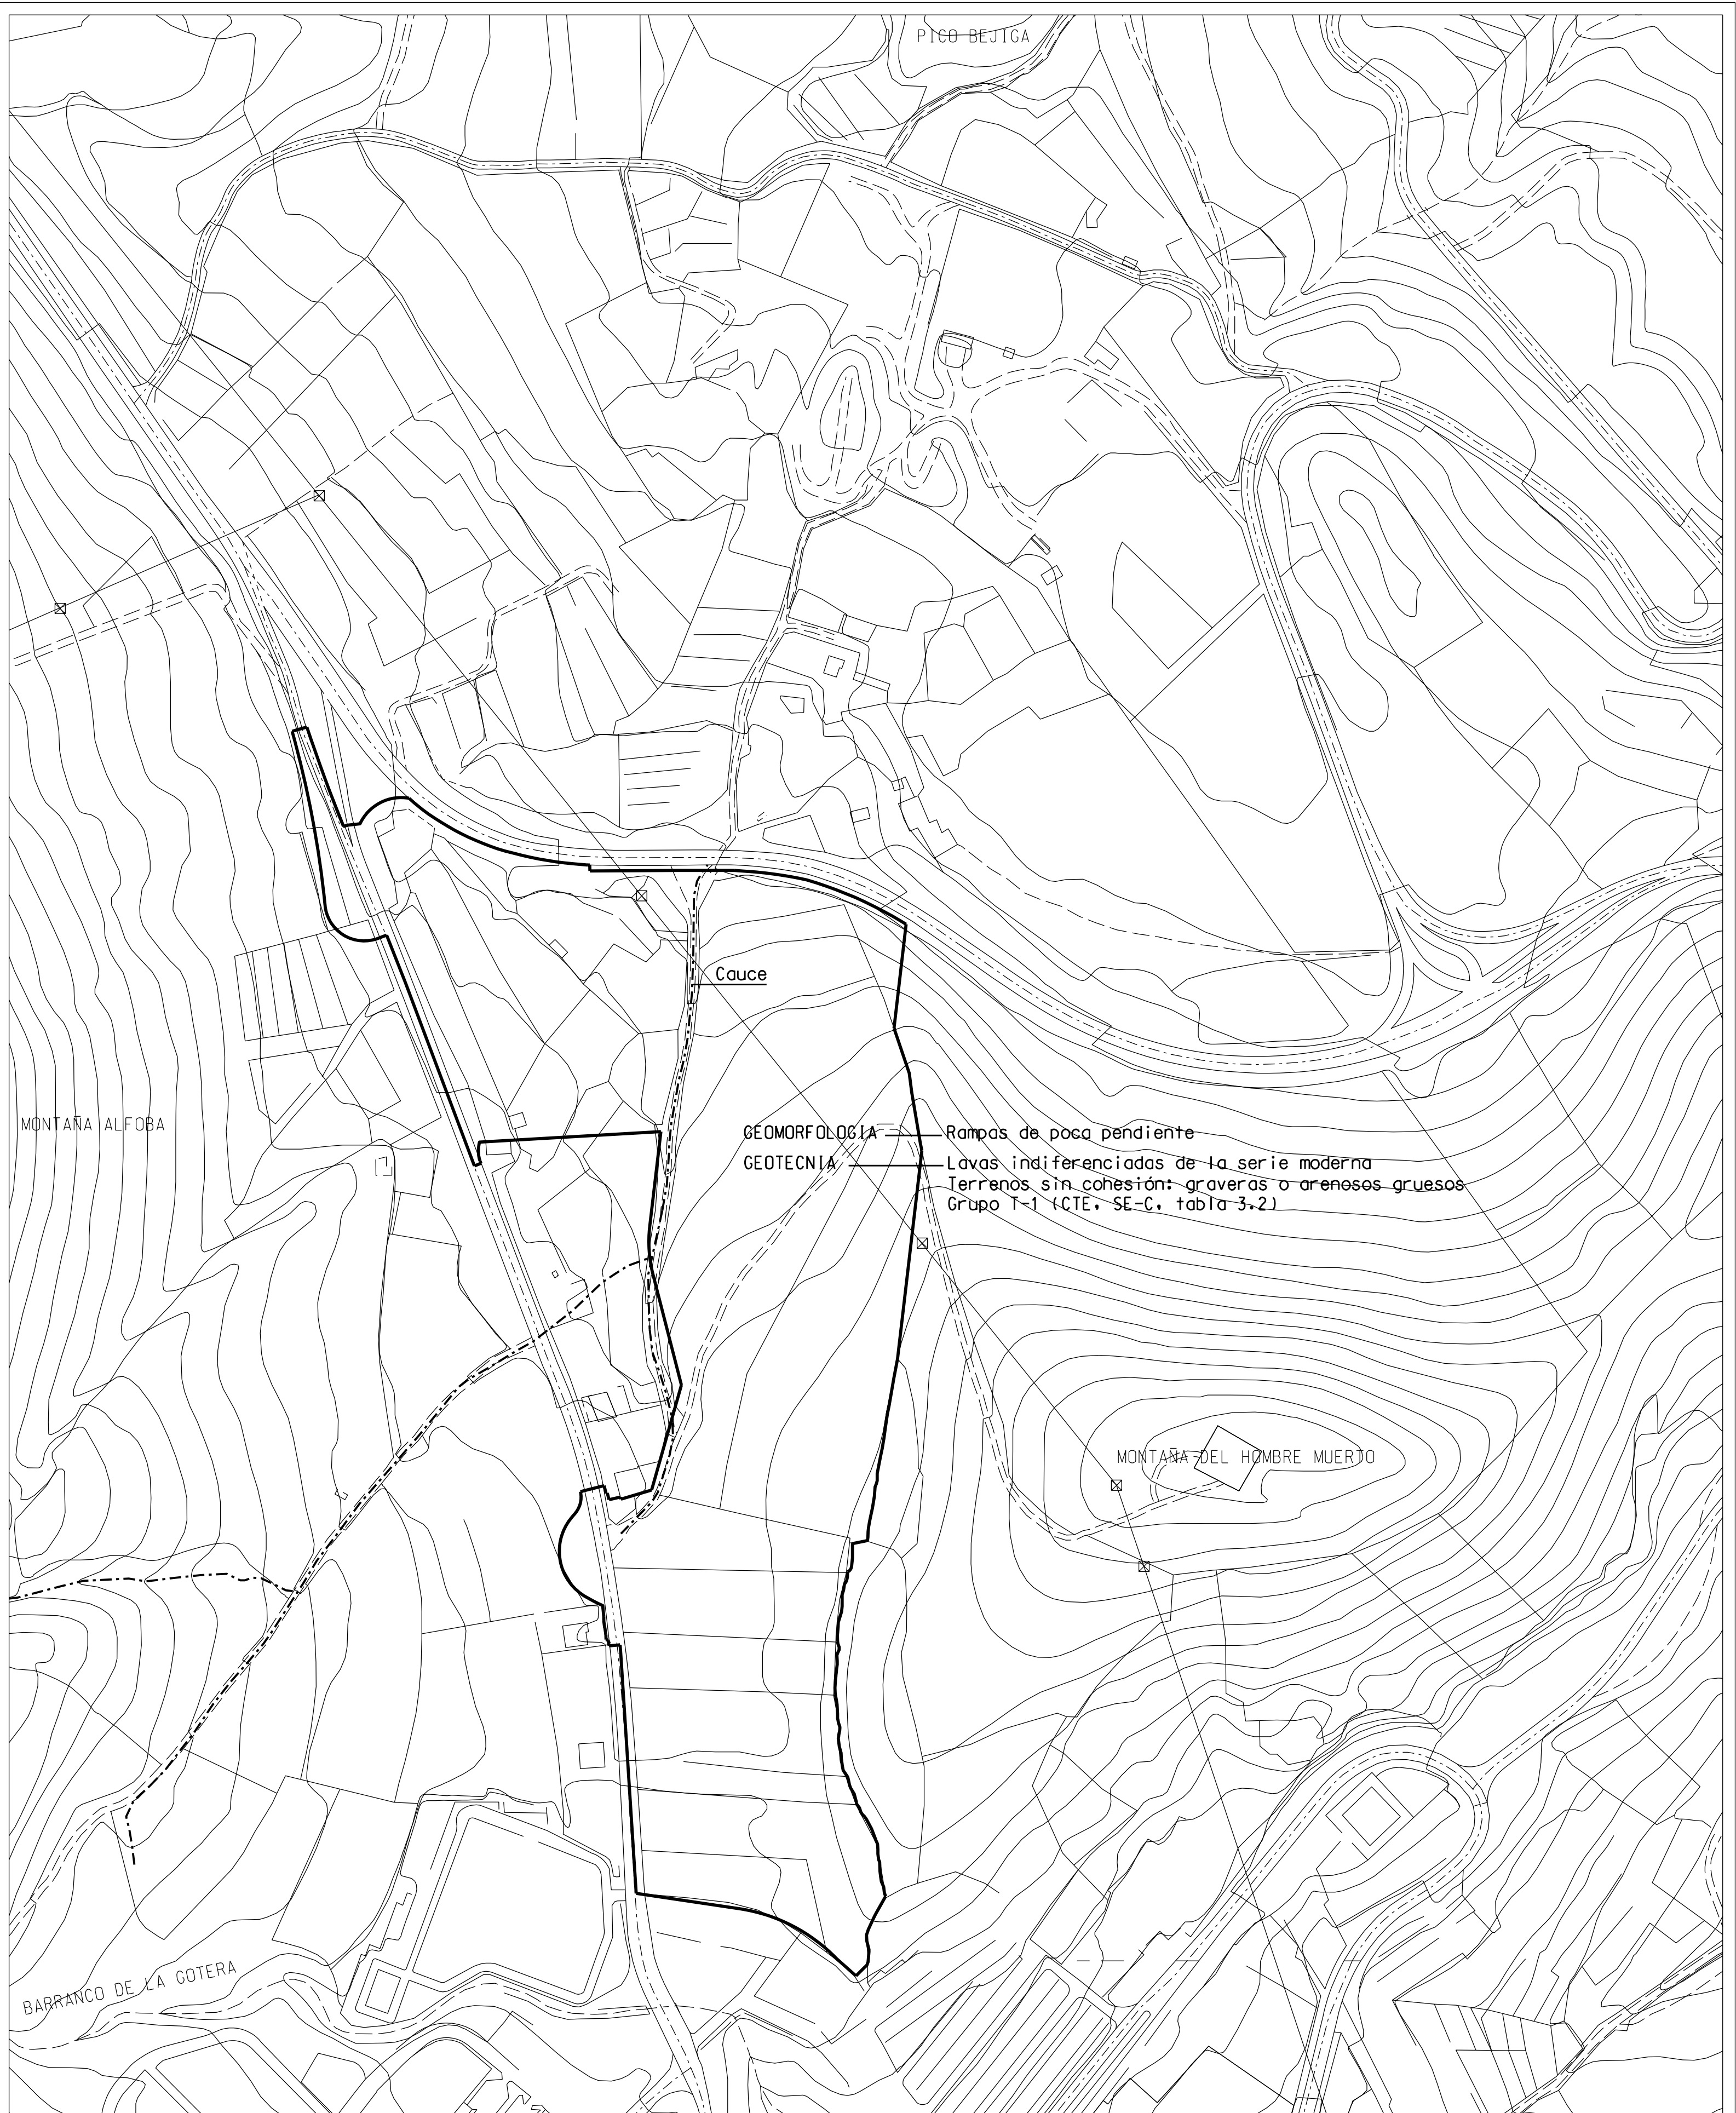 PICO BEJIGA
Cauce
MONTAÑA ALFOBA
GEOMORFOLOGIA Rampas de poca pendiente
GEOTECNIA Lavas indiferenciadas de la serie moderna
Terrenos sin cohesión: graveras o arenosos gruesos
Grupo T-1 (CTE, SE-C, tabla 3.2)
MONTAÑA DEL HOMBRE MUERTO
BARRANCO DE LA GOTERA